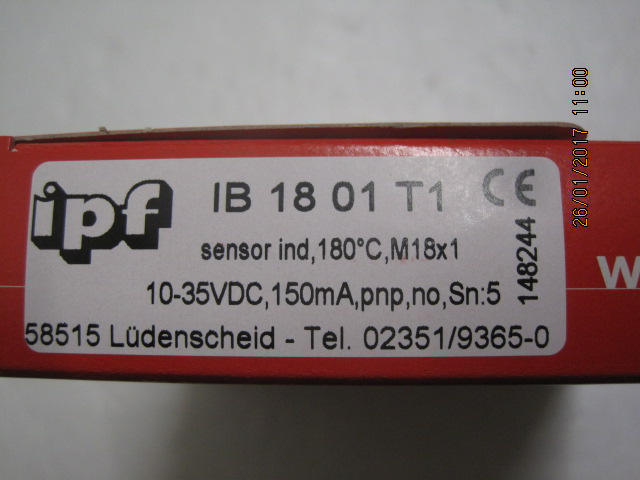 ipf
IB 18 01 T1 CE
sensor ind,180°C,M18x1
10-35VDC,150mA,pnp,no,Sn:5
148244
58515 Lüdenscheid - Tel. 02351/9365-0
w
26/01/2017 11:00